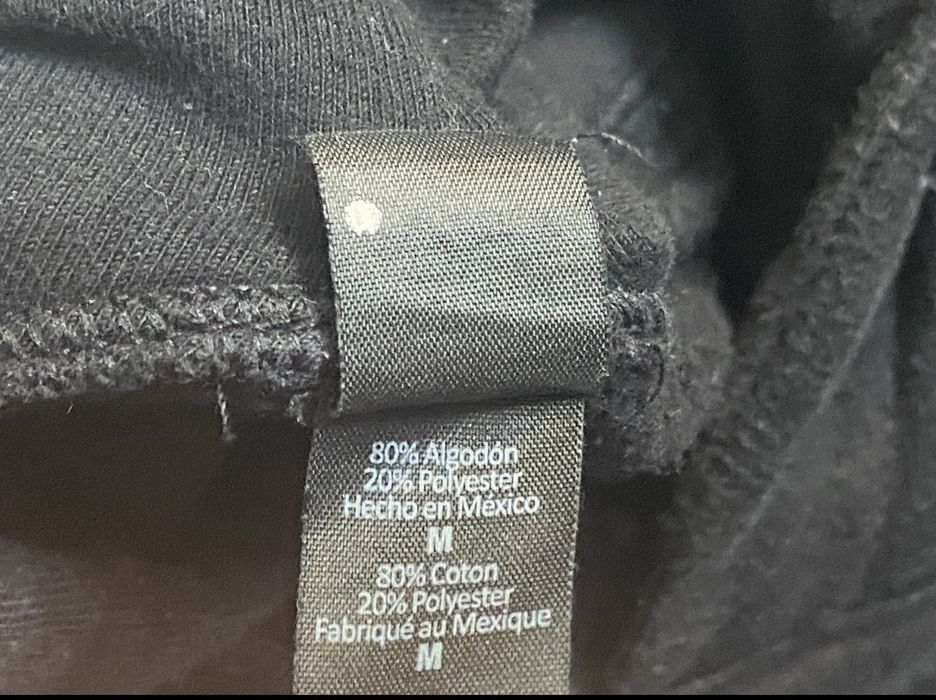 80% Algodón
20% Polyester
Hecho en México
M
80% Coton
20% Polyester
Fabriqué au Mexique
M